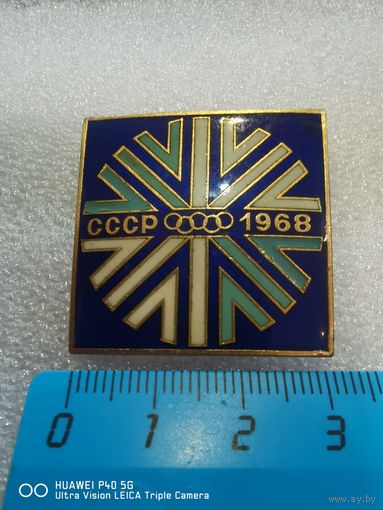 СССР 1968
0 1 2 3
HUAWEI P40 5G
Ultra Vision LEICA Triple Camera
www.ay.by